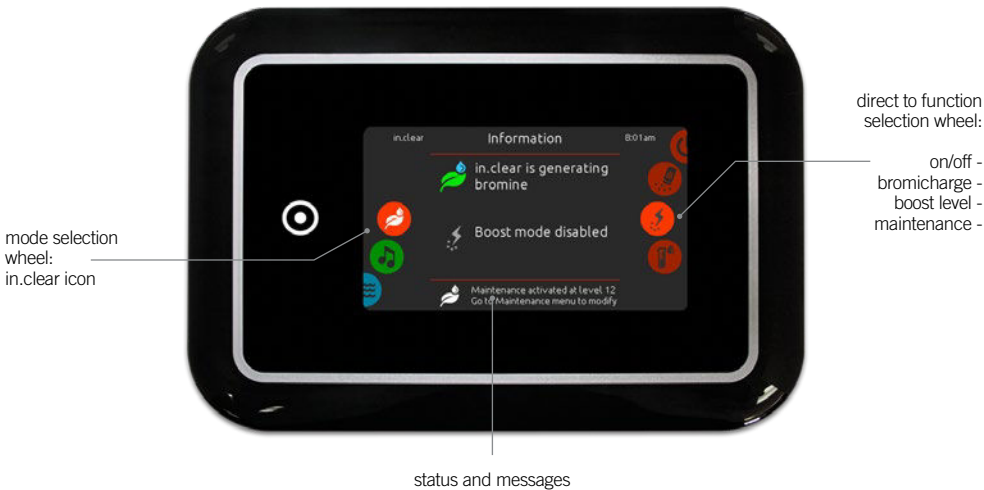 direct to function
selection wheel:
on/off -
bromicharge -
boost level -
maintenance -
in.clear
Information
8:01am
in.clear is generating
bromine
Boost mode disabled
Maintenance activated at level 12
Go to Maintenance menu to modify
mode selection
wheel:
in.clear icon
status and messages